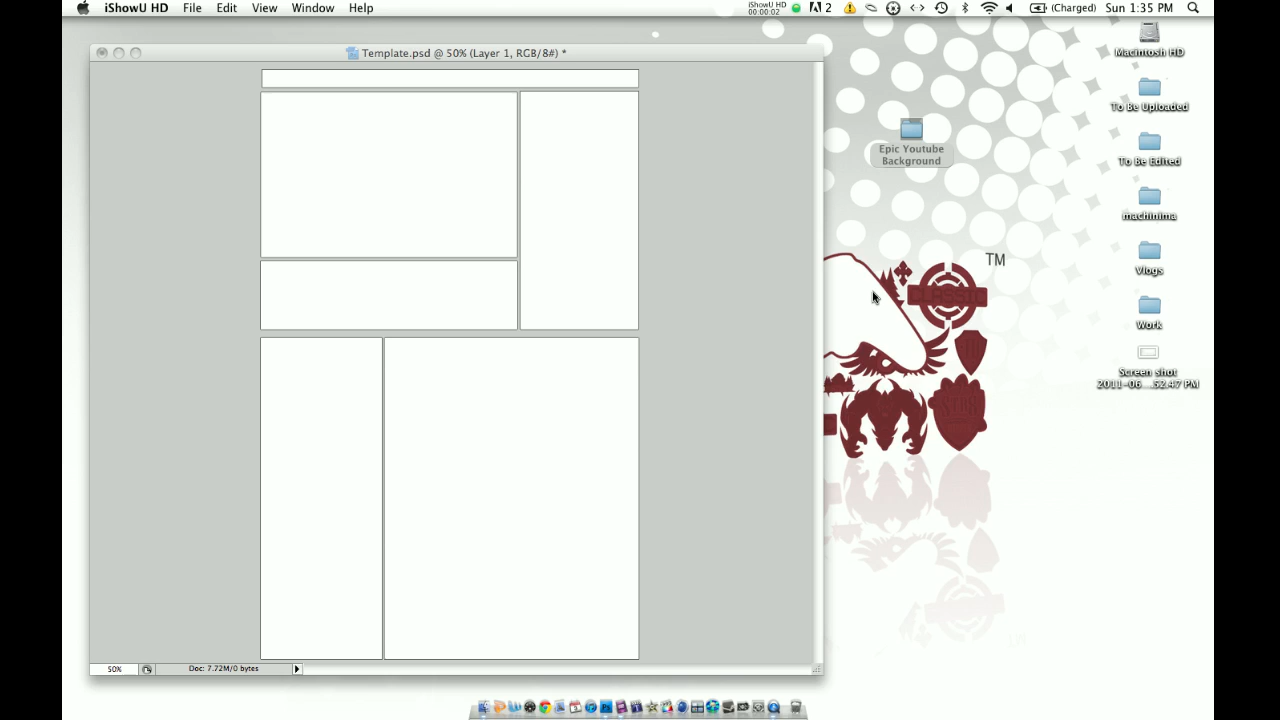 iShowU HD File Edit View Window Help iShowU HD 00:00:02 2 (Charged) Sun 1:35 PM
Template.psd @ 50% (Layer 1, RGB/8#) *
Macintosh HD
To Be Uploaded
Epic Youtube
Background
To Be Edited
machinima
Vlogs
TM
CLASSIC
Work
Screen shot
2011-06 ....52.47 PM
50% Doc: 7.72M/0 bytes